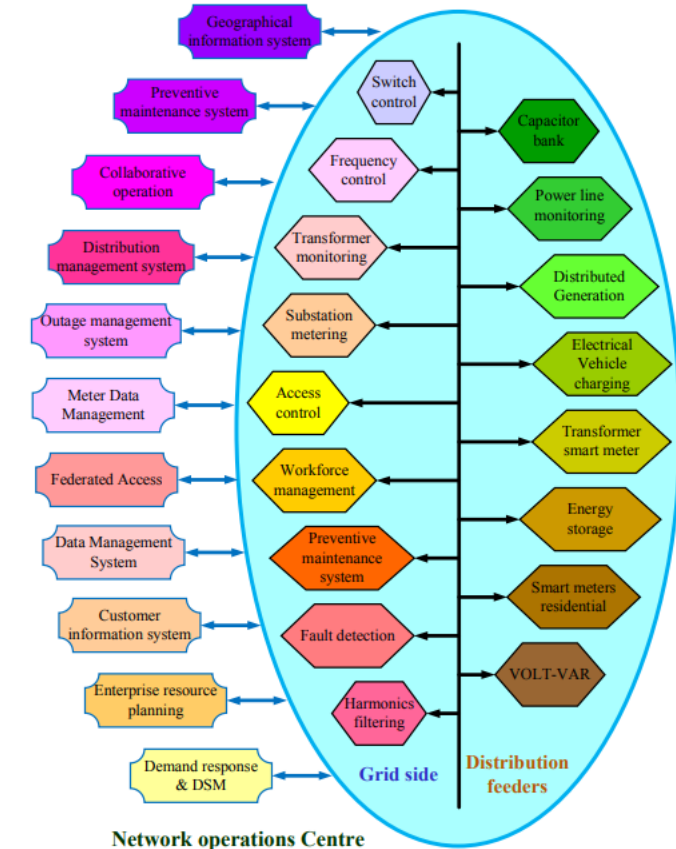 Geographical
information system
Preventive
maintenance system
Collaborative
operation
Distribution
management system
Outage management
system
Meter Data
Management
Federated Access
Data Management
System
Customer
information system
Enterprise resource
planning
Demand response
& DSM
Network operations Centre
Switch
control
Frequency
control
Transformer
monitoring
Substation
metering
Access
control
Workforce
management
Preventive
maintenance
system
Fault detection
Harmonics
filtering
Grid side
Capacitor
bank
Power line
monitoring
Distributed
Generation
Electrical
Vehicle
charging
Transformer
smart meter
Energy
storage
Smart meters
residential
VOLT-VAR
Distribution
feeders